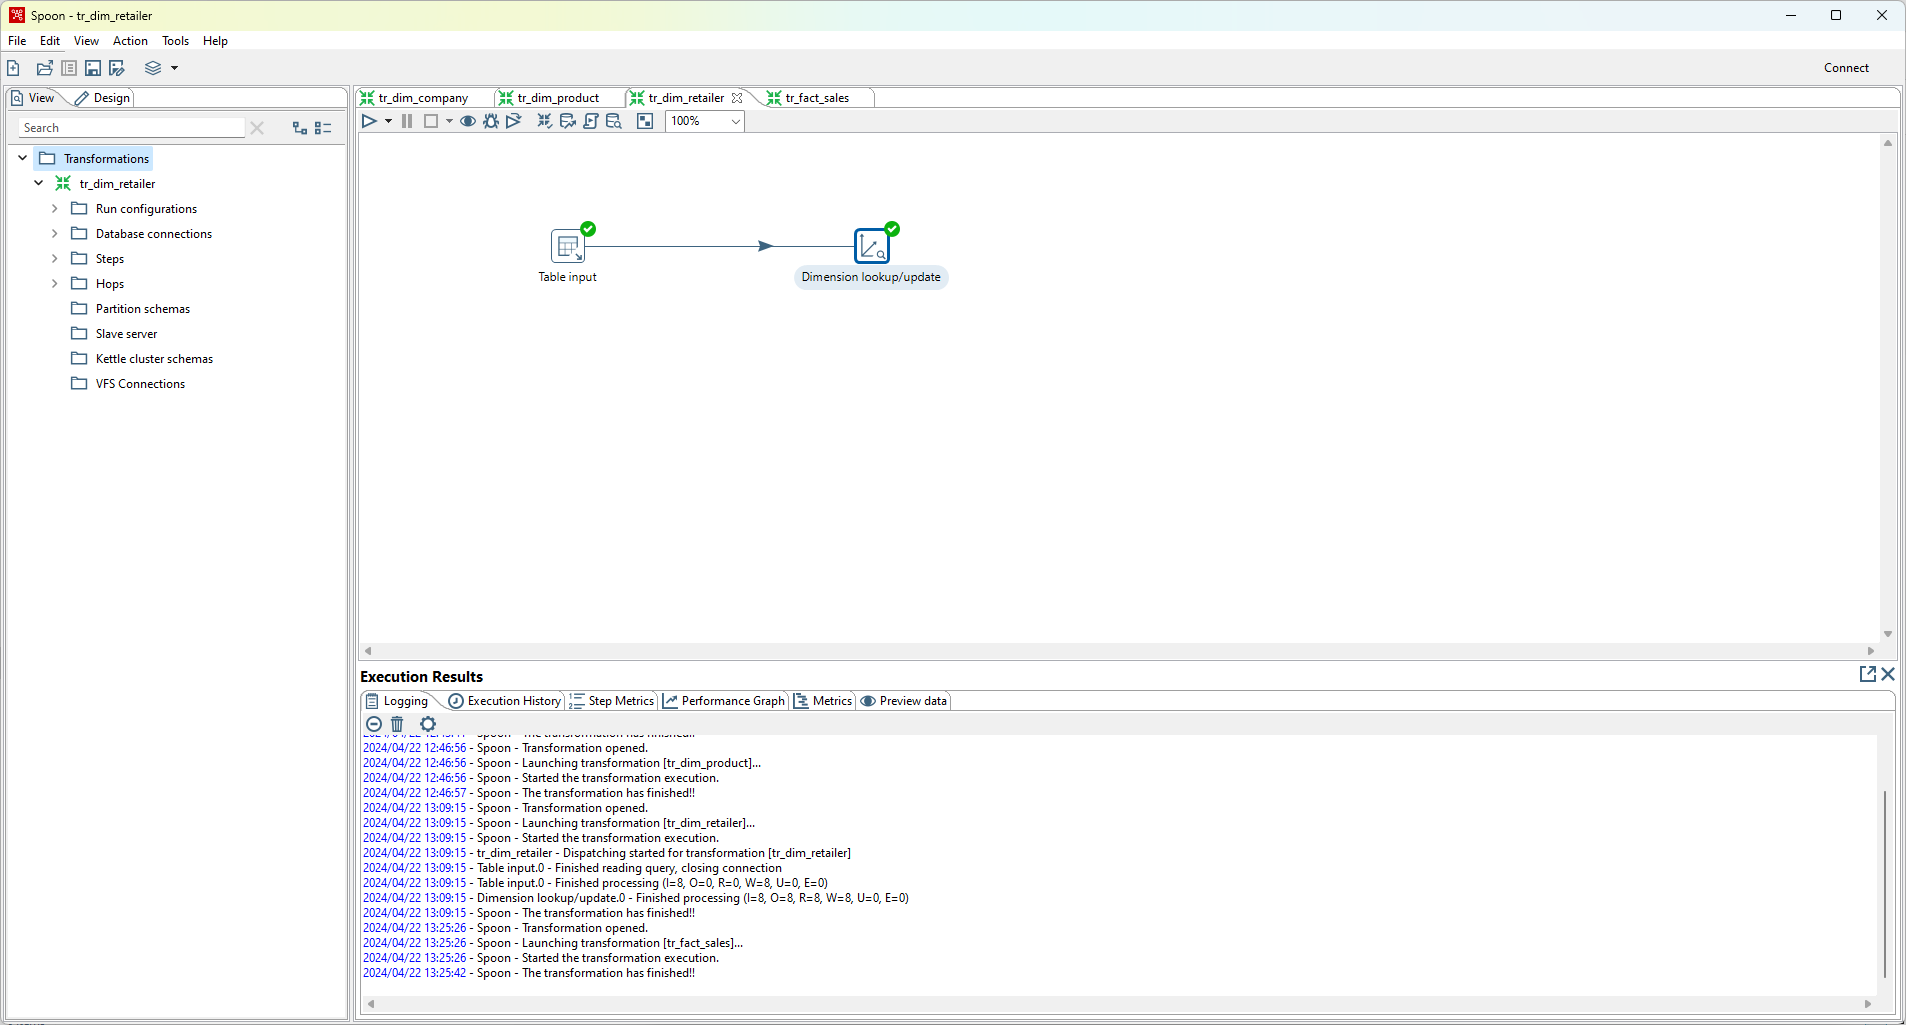 Spoon - tr_dim_retailer
File Edit View Action Tools Help
Connect
View Design
tr_dim_company tr_dim_product tr_dim_retailer tr_fact_sales
Search
100%
Transformations
tr_dim_retailer
Run configurations
Database connections
Steps
Hops
Partition schemas
Slave server
Kettle cluster schemas
VFS Connections
Table input
Dimension lookup/update
Execution Results
Logging Execution History Step Metrics Performance Graph Metrics Preview data
2024/04/22 12:46:56 - Spoon - Transformation opened.
2024/04/22 12:46:56 - Spoon - Launching transformation [tr_dim_product]...
2024/04/22 12:46:56 - Spoon - Started the transformation execution.
2024/04/22 12:46:57 - Spoon - The transformation has finished!!
2024/04/22 13:09:15 - Spoon - Transformation opened.
2024/04/22 13:09:15 - Spoon - Launching transformation [tr_dim_retailer]...
2024/04/22 13:09:15 - Spoon - Started the transformation execution.
2024/04/22 13:09:15 - tr_dim_retailer - Dispatching started for transformation [tr_dim_retailer]
2024/04/22 13:09:15 - Table input.0 - Finished reading query, closing connection
2024/04/22 13:09:15 - Table input.0 - Finished processing (I=8, O=0, R=0, W=8, U=0, E=0)
2024/04/22 13:09:15 - Dimension lookup/update.0 - Finished processing (I=8, O=8, R=8, W=8, U=0, E=0)
2024/04/22 13:09:15 - Spoon - The transformation has finished!!
2024/04/22 13:25:26 - Spoon - Transformation opened.
2024/04/22 13:25:26 - Spoon - Launching transformation [tr_fact_sales]...
2024/04/22 13:25:26 - Spoon - Started the transformation execution.
2024/04/22 13:25:42 - Spoon - The transformation has finished!!